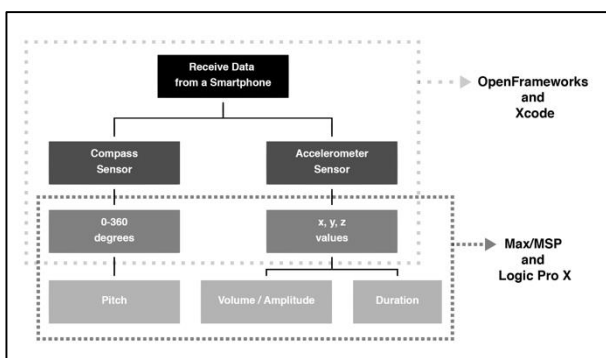 Receive Data
from a Smartphone
OpenFrameworks
and
Xcode
Compass
Sensor
Accelerometer
Sensor
0-360
degrees
x, y, z
values
Max/MSP
and
Logic Pro X
Pitch
Volume / Amplitude
Duration